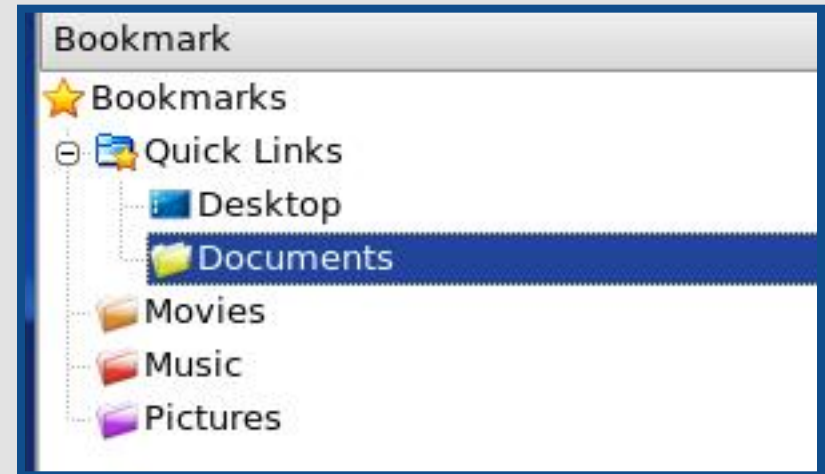 Bookmark
Bookmarks
Quick Links
Desktop
Documents
Movies
Music
Pictures